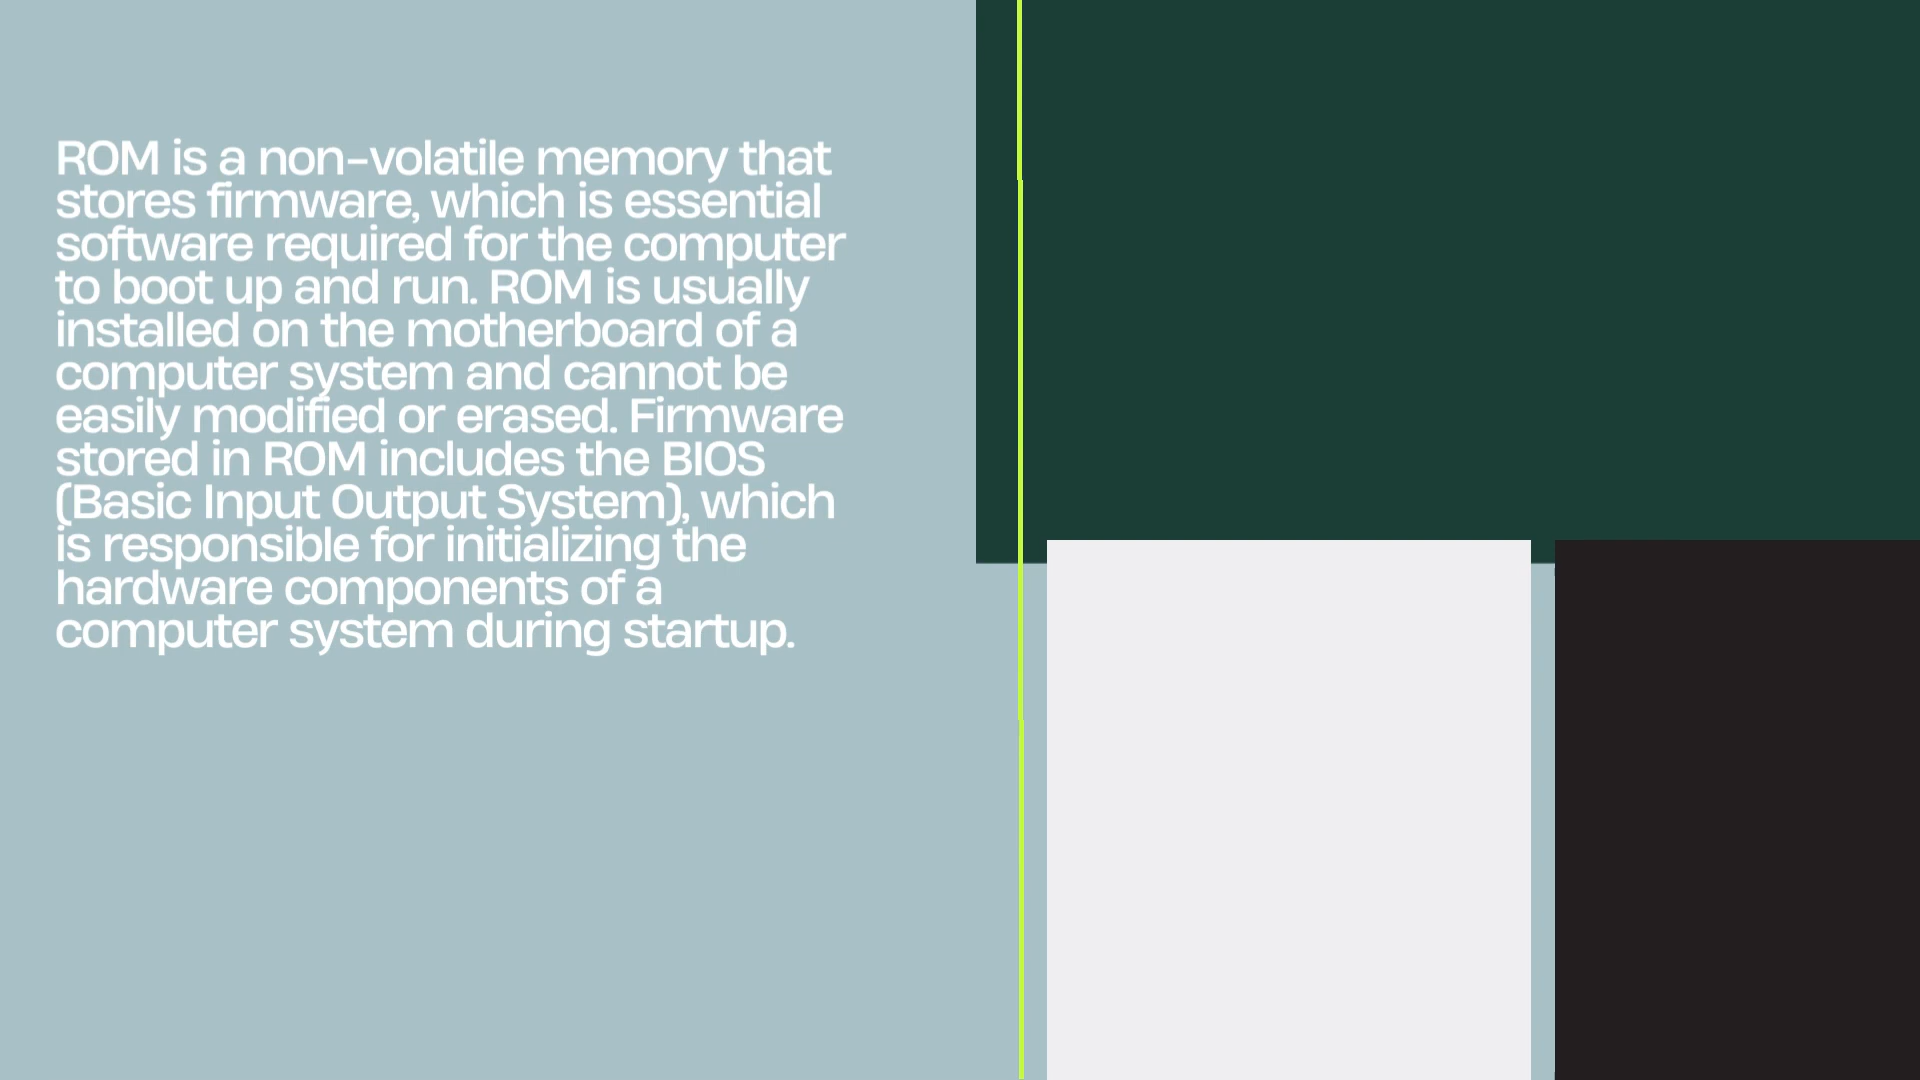 ROM is a non-volatile memory that
stores firmware, which is essential
software required for the computer
to boot up and run. ROM is usually
installed on the motherboard of a
computer system and cannot be
easily modified or erased. Firmware
stored in ROM includes the BIOS
(Basic Input Output System), which
is responsible for initializing the
hardware components of a
computer system during startup.